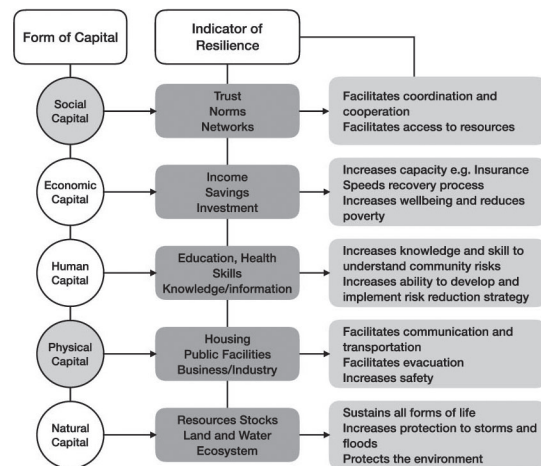 Form of Capital
Indicator of
Resilience
Social
Capital
Trust
Norms
Networks
Facilitates coordination and
cooperation
Facilitates access to resources
Economic
Capital
Income
Savings
Investment
Increases capacity e.g. Insurance
Speeds recovery process
Increases wellbeing and reduces
poverty
Human
Capital
Education, Health
Skills
Knowledge/information
Increases knowledge and skill to
understand community risks
Increases ability to develop and
implement risk reduction strategy
Physical
Capital
Housing
Public Facilities
Business/Industry
Facilitates communication and
transportation
Facilitates evacuation
Increases safety
Natural
Capital
Resources Stocks
Land and Water
Ecosystem
Sustains all forms of life
Increases protection to storms and
floods
Protects the environment